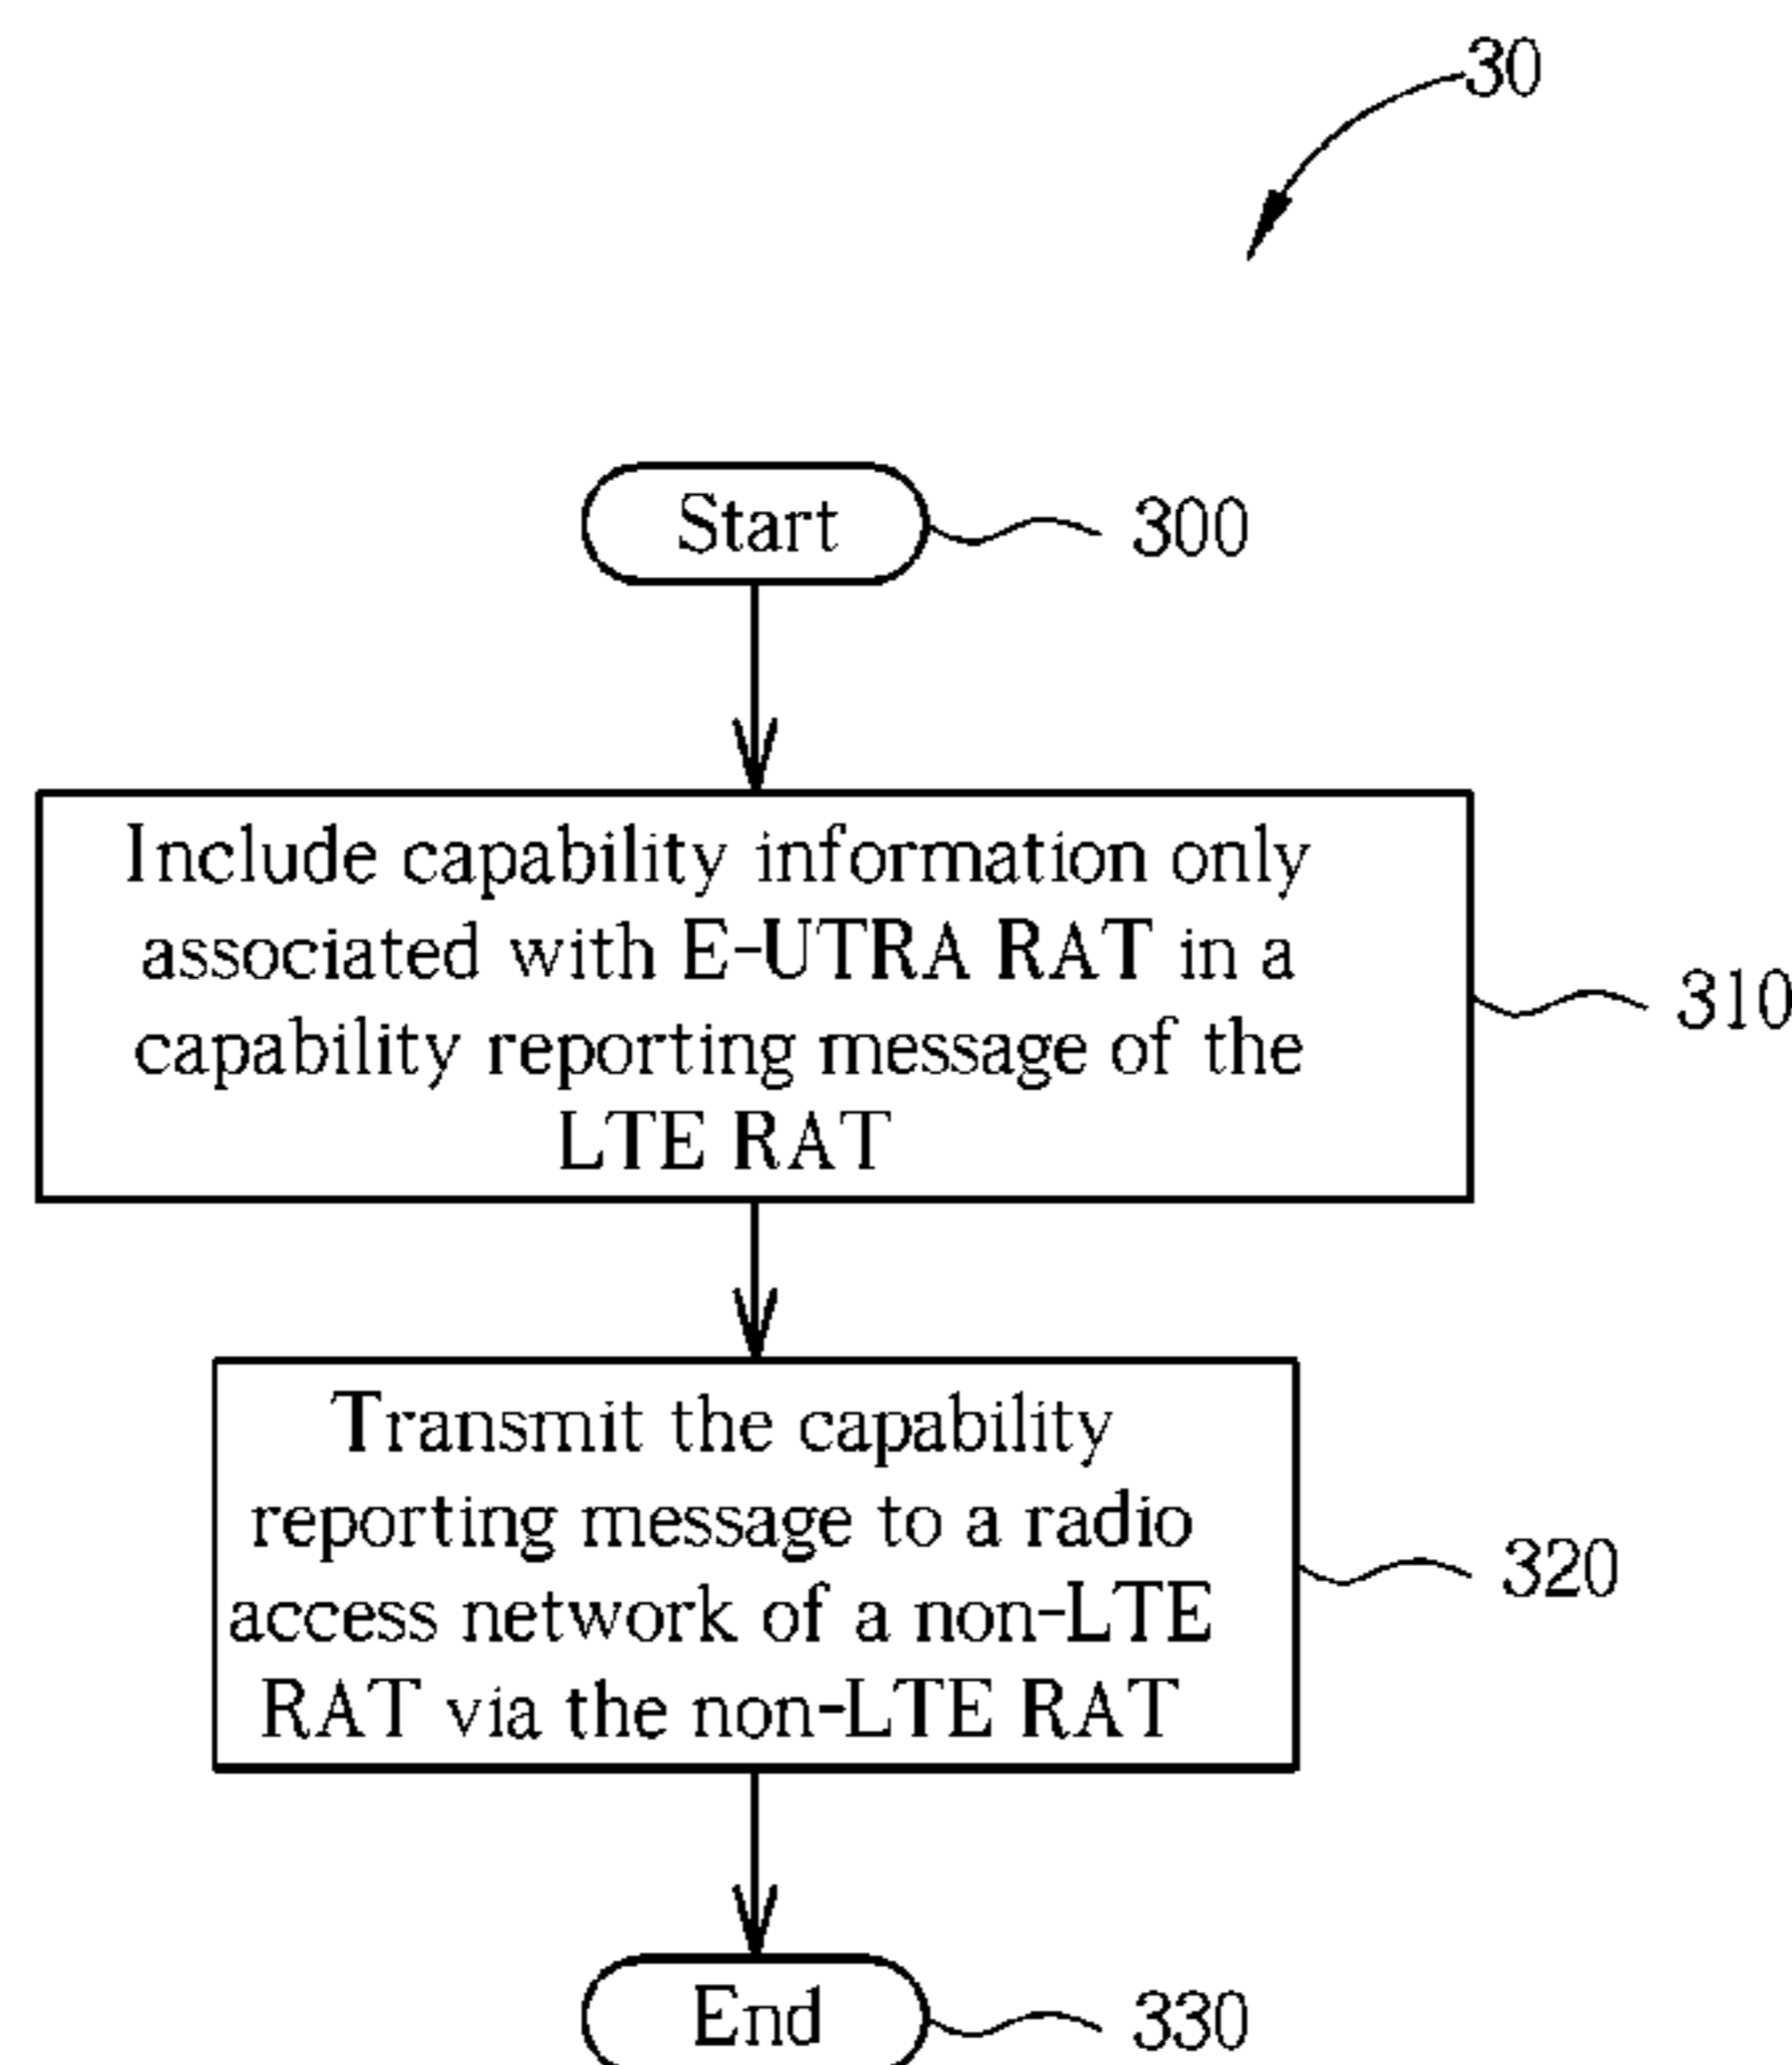 30
Start
300
Include capability information only
associated with E-UTRA RAT in a
capability reporting message of the
LTE RAT
310
Transmit the capability
reporting message to a radio
access network of a non-LTE
RAT via the non-LTE RAT
320
End
330